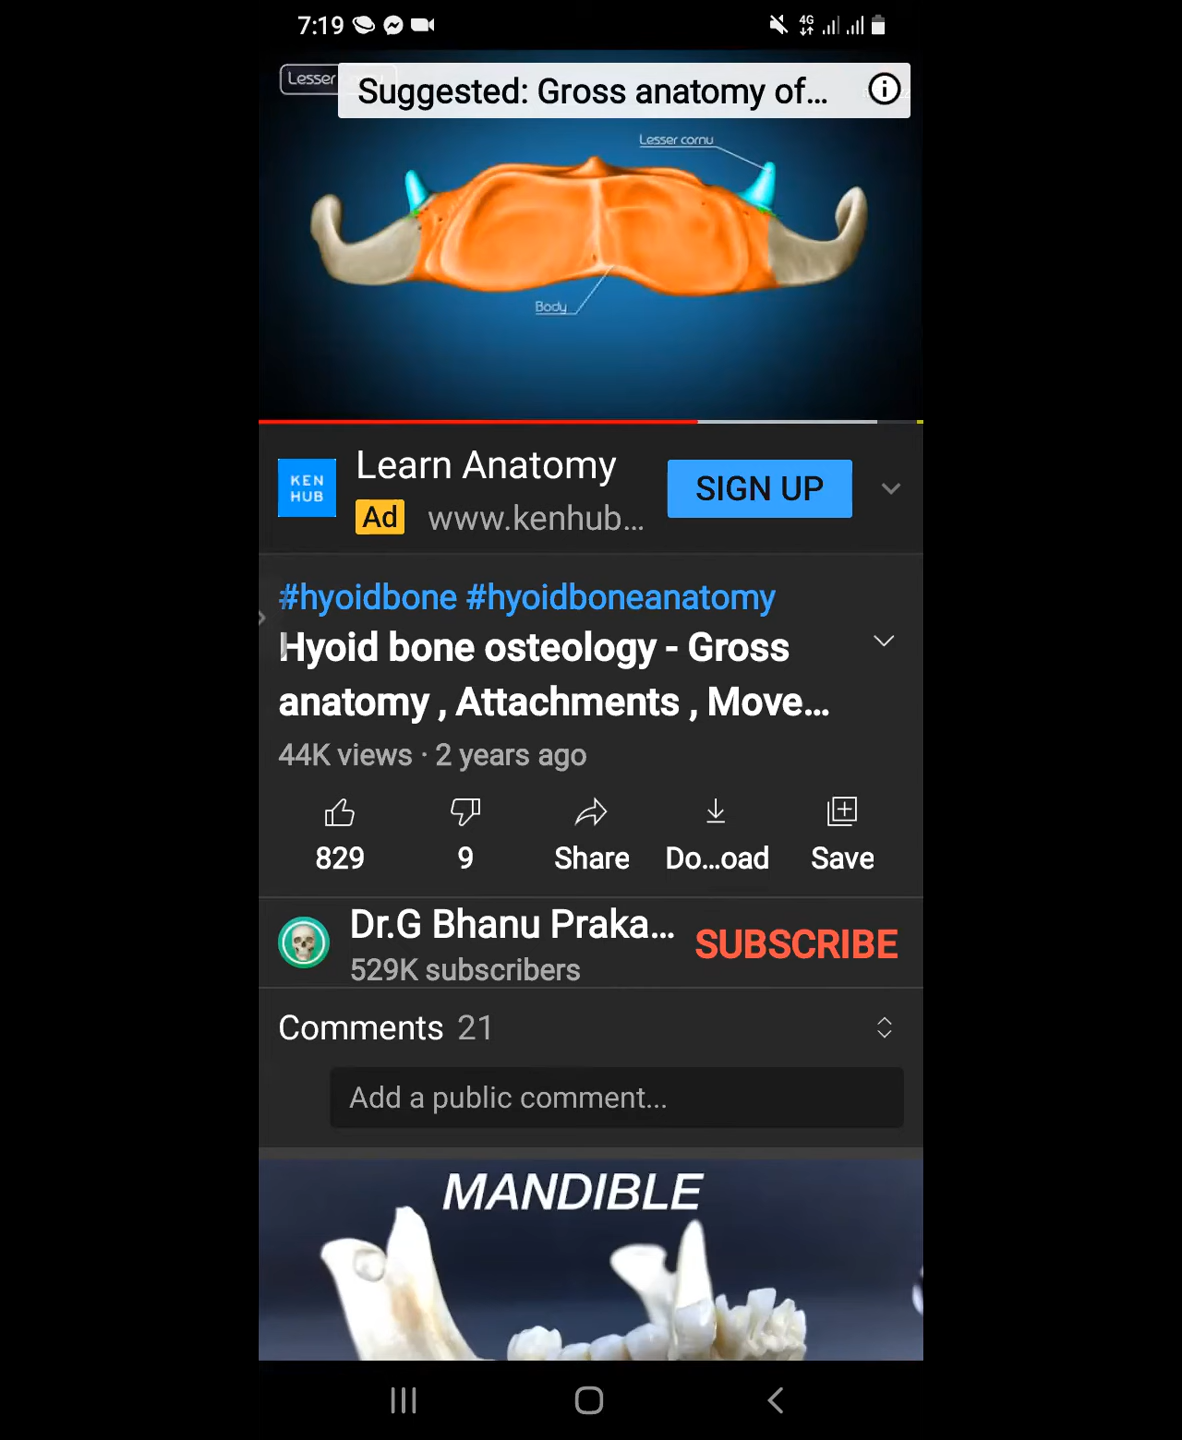 7:19
4G
Lesser
Suggested: Gross anatomy of...
Lesser cornu
Body
KEN
HUB
Learn Anatomy
SIGN UP
Ad www.kenhub...
#hyoidbone #hyoidboneanatomy
Hyoid bone osteology - Gross
anatomy , Attachments , Move...
44K views · 2 years ago
829
9
Share
Do...oad
Save
Dr.G Bhanu Praka...
SUBSCRIBE
529K subscribers
Comments 21
Add a public comment...
MANDIBLE